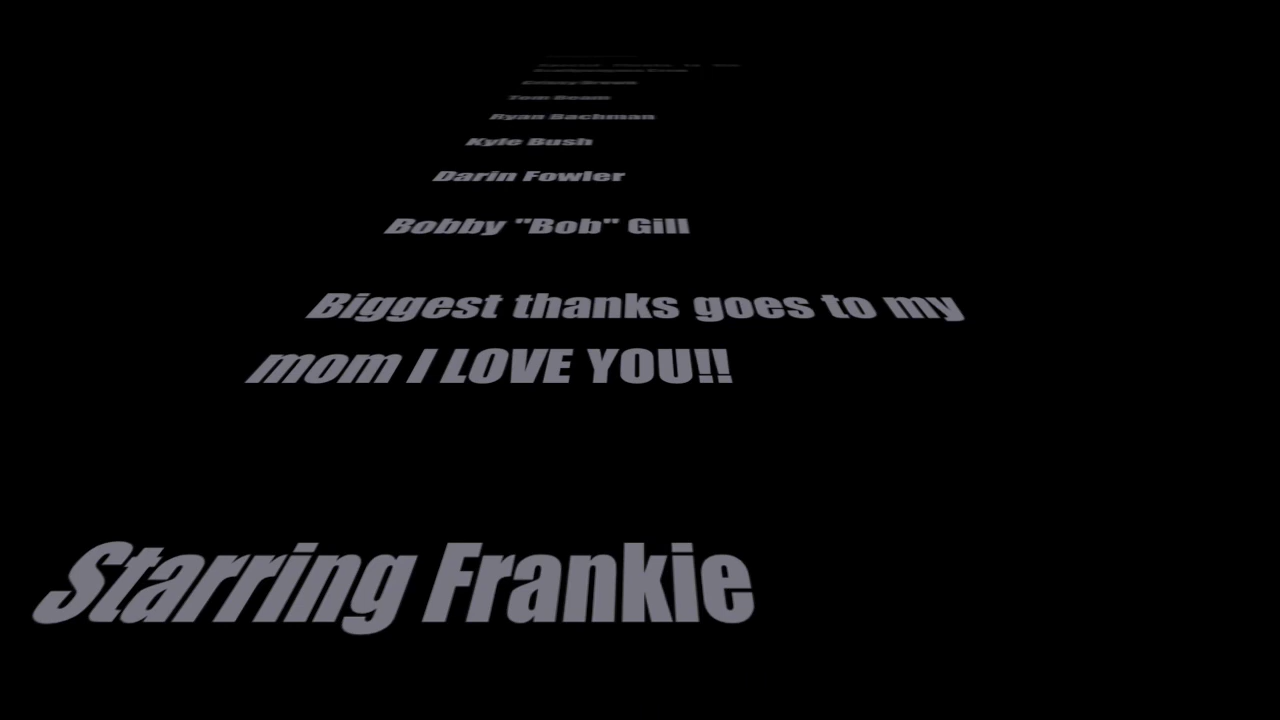 Tom Beam
Ryan Bachman
Kyle Bush
Darin Fowler
Bobby "Bob" Gill
Biggest thanks goes to my
mom I LOVE YOU!!
Starring Frankie